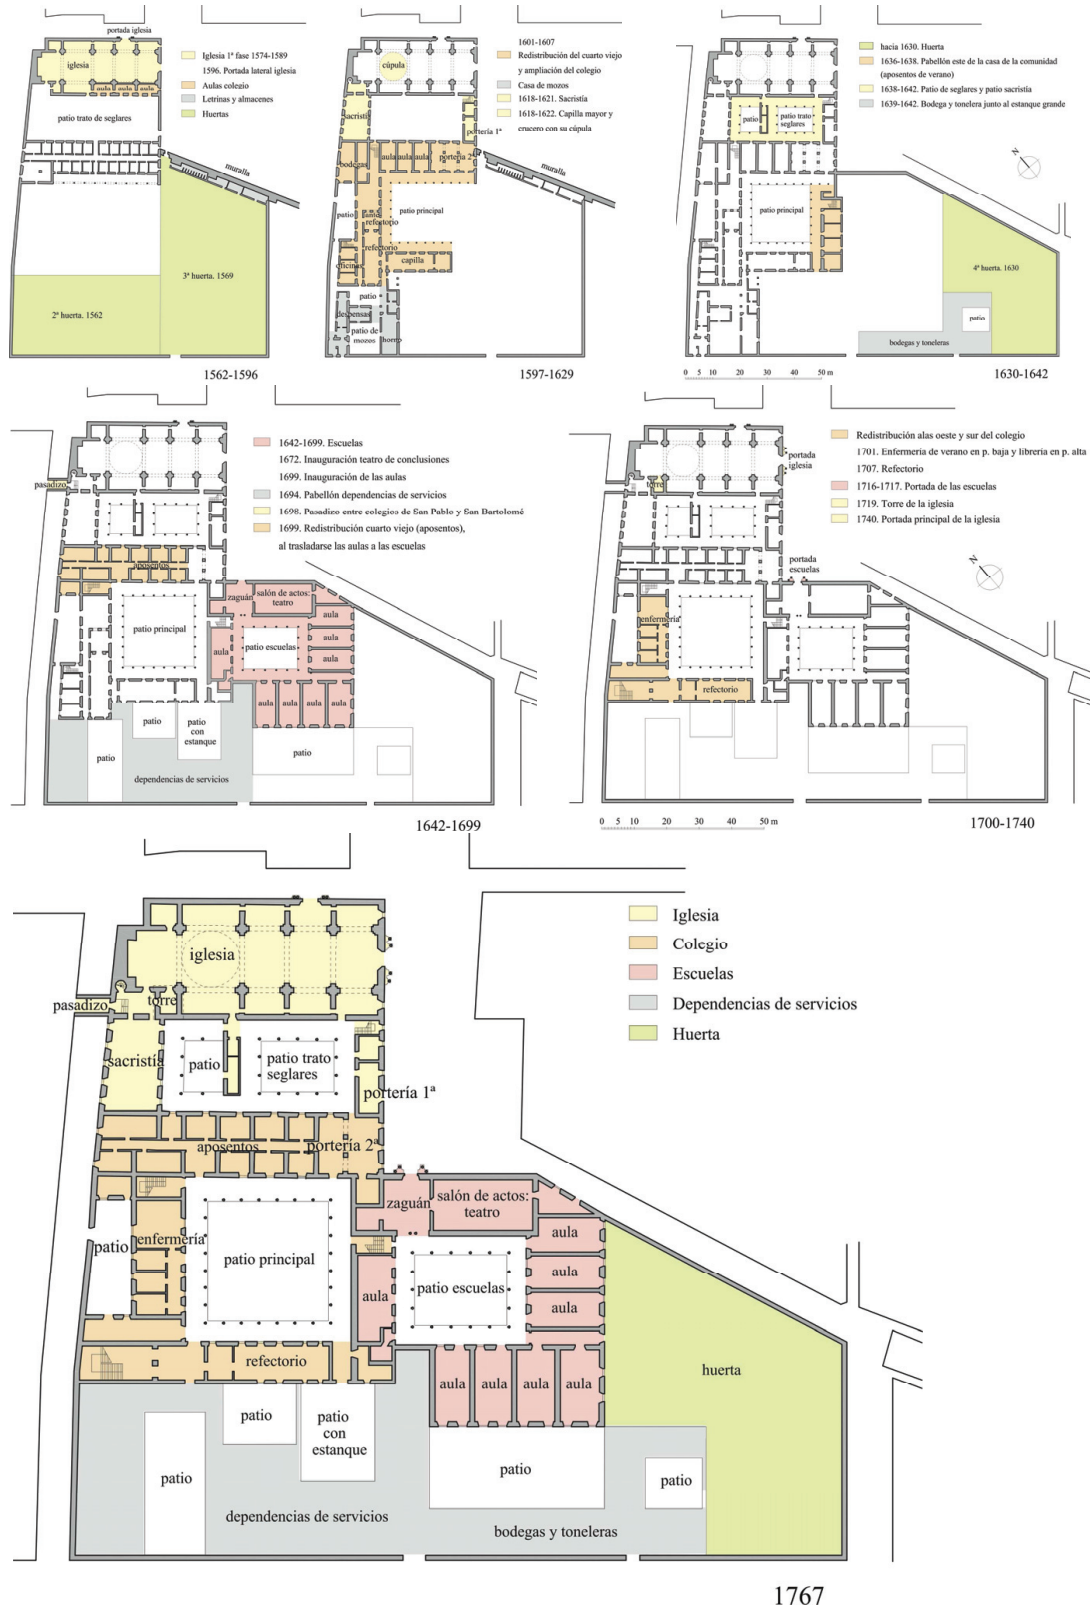 portada iglesia
iglesia
aula aula aula
patio trato de seglares
muralla
3ª huerta. 1569
2ª huerta. 1562
Iglesia 1ª fase 1574-1589
1596. Portada lateral iglesia
Aulas colegio
Letrinas y almacenes
Huertas
1562-1596
cúpula
sacristía
portería 1ª
bodegas
aula aula aula
portería 2ª
muralla
patio
ante
refectorio
patio principal
refectorio
oficinas
capilla
patio
despensas
patio de
mozos
horno
1601-1607
Redistribución del cuarto viejo
y ampliación del colegio
Casa de mozos
1618-1621. Sacristía
1618-1622. Capilla mayor y
crucero con su cúpula
1597-1629
patio
patio trato
seglares
patio principal
4ª huerta. 1630
patio
bodegas y toneleras
hacia 1630. Huerta
1636-1638. Pabellón este de la casa de la comunidad
(aposentos de verano)
1638-1642. Patio de seglares y patio sacristía
1639-1642. Bodega y tonelera junto al estanque grande
N
0 5 10 20 30 40 50 m
1630-1642
pasadizo
aposentos
zaguán
salón de actos:
teatro
aula
patio principal
aula
patio escuelas
aula
aula
aula aula aula aula
patio
patio
con
estanque
patio
patio
dependencias de servicios
1642-1699. Escuelas
1672. Inauguración teatro de conclusiones
1699. Inauguración de las aulas
1694. Pabellón dependencias de servicios
1698. Pasadizo entre colegios de San Pablo y San Bartolomé
1699. Redistribución cuarto viejo (aposentos),
al trasladarse las aulas a las escuelas
1642-1699
portada
iglesia
torre
portada
escuelas
enfermería
refectorio
Redistribución alas oeste y sur del colegio
1701. Enfermería de verano en p. baja y librería en p. alta
1707. Refectorio
1716-1717. Portada de las escuelas
1719. Torre de la iglesia
1740. Portada principal de la iglesia
N
0 5 10 20 30 40 50 m
1700-1740
iglesia
pasadizo
torre
sacristía
patio
patio trato
seglares
portería 1ª
aposentos
portería 2ª
zaguán
salón de actos:
teatro
patio
enfermería
patio principal
aula
aula
patio escuelas
aula
aula
refectorio
aula aula aula aula
huerta
patio
patio
con
estanque
patio
patio
patio
dependencias de servicios
bodegas y toneleras
Iglesia
Colegio
Escuelas
Dependencias de servicios
Huerta
1767